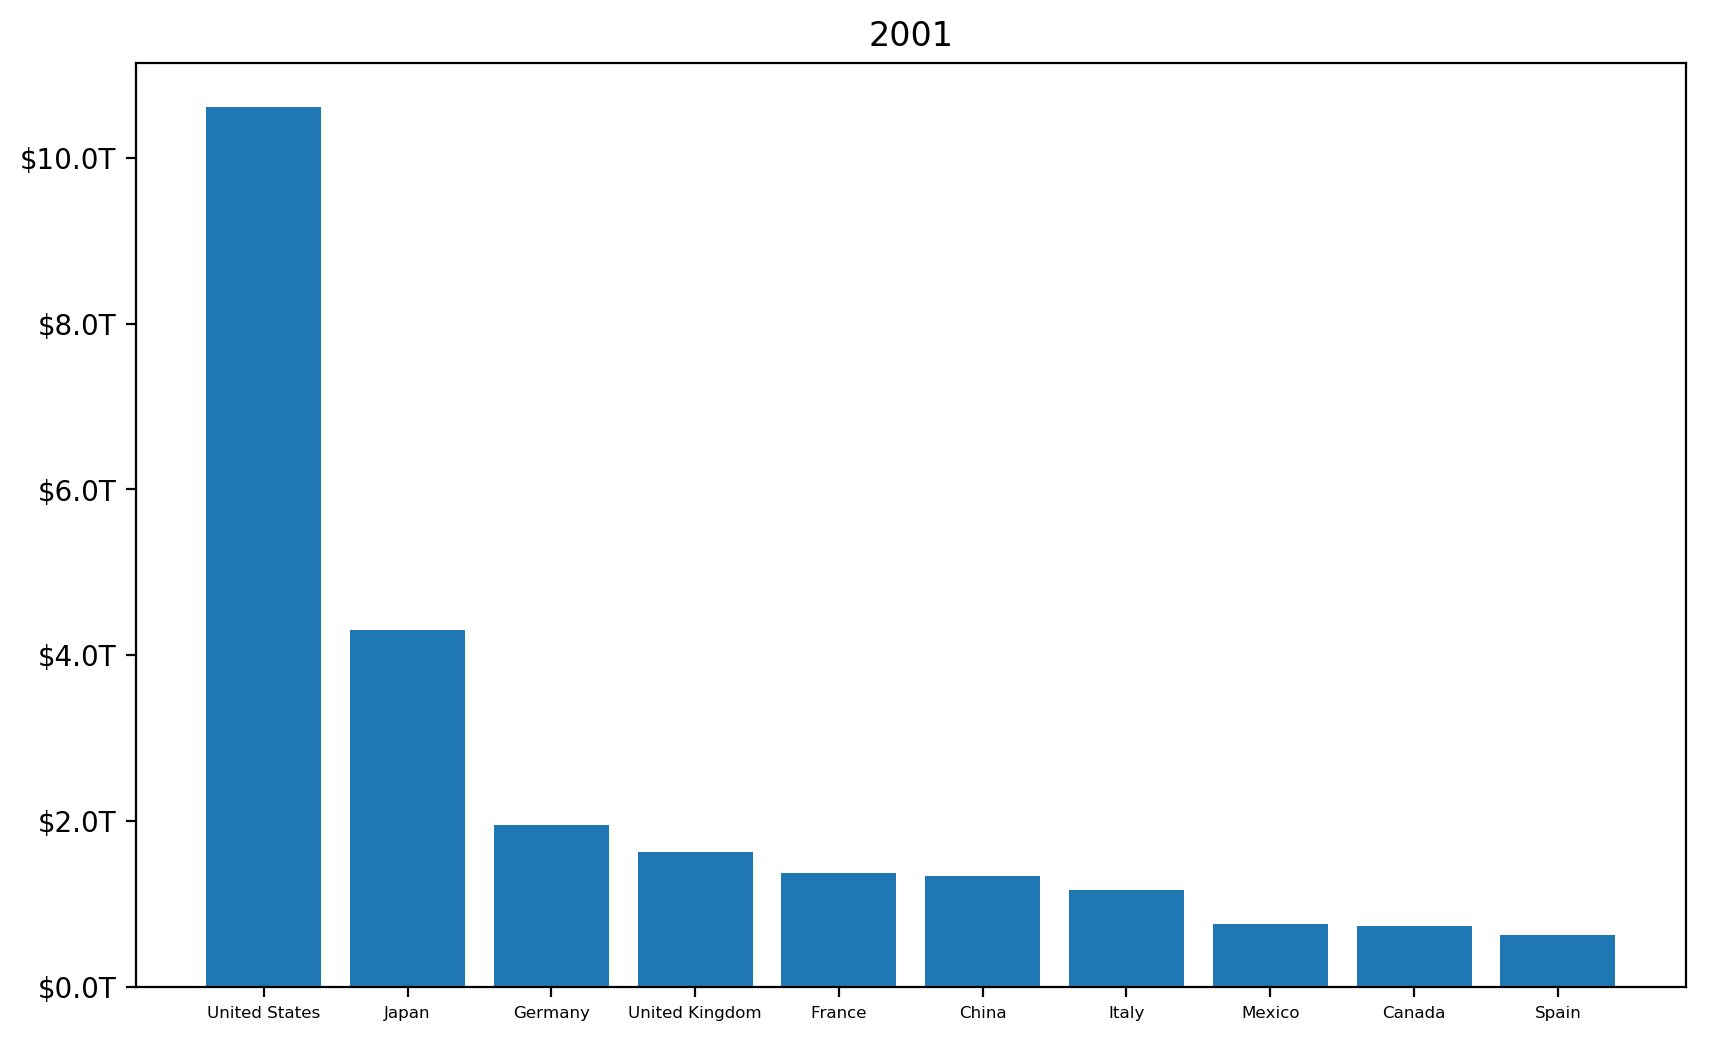 2001
$10.0T
$8.0T
$6.0T
$4.0T
$2.0T
$0.0T
United States Japan Germany United Kingdom France China Italy Mexico Canada Spain